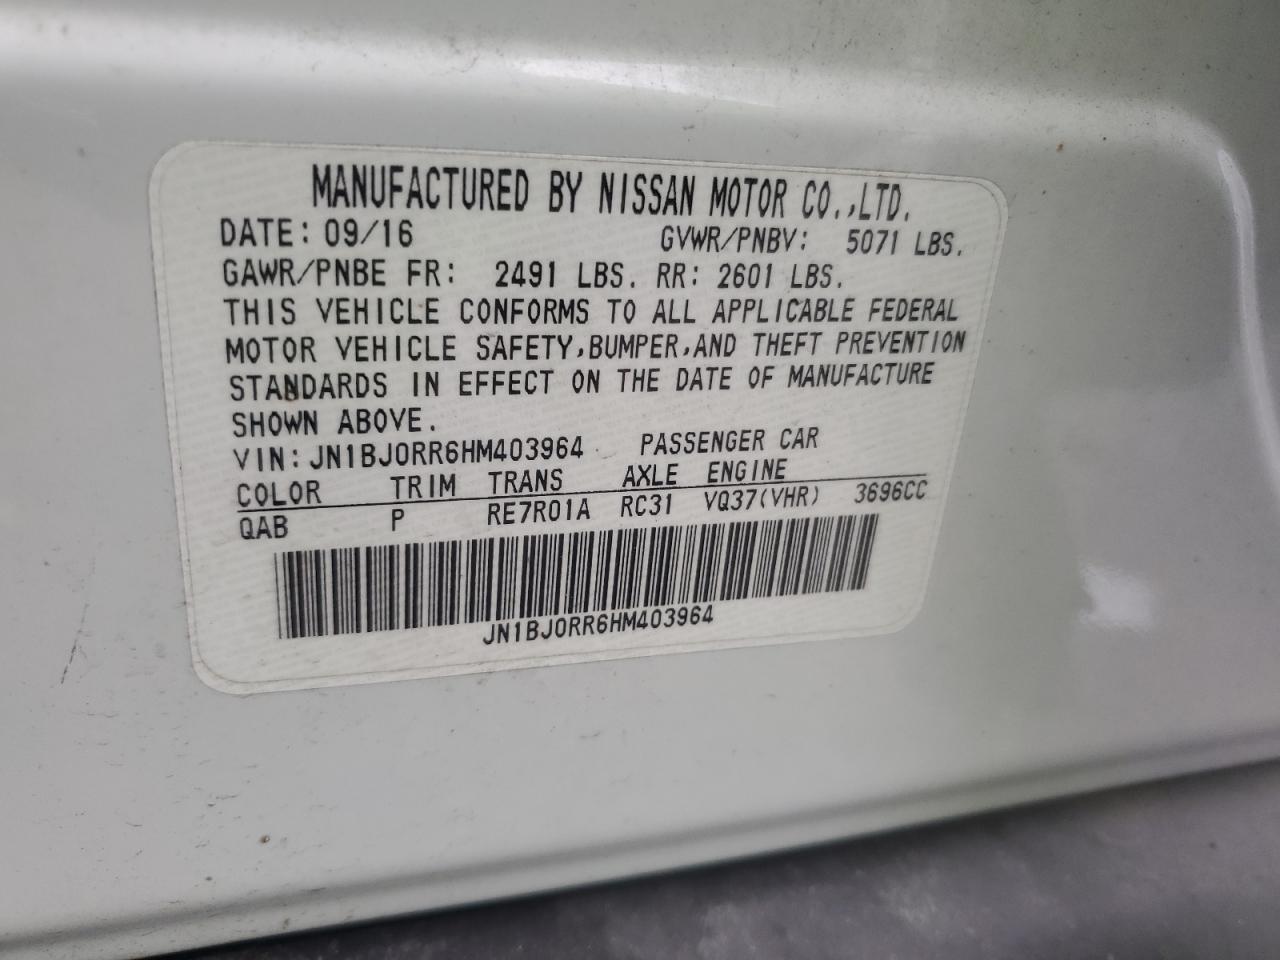 MANUFACTURED BY NISSAN MOTOR CO.,LTD.
DATE: 09/16 GVWR/PNBV: 5071 LBS.
GAWR/PNBE FR: 2491 LBS. RR: 2601 LBS.
THIS VEHICLE CONFORMS TO ALL APPLICABLE FEDERAL
MOTOR VEHICLE SAFETY,BUMPER,AND THEFT PREVENTION
STANDARDS IN EFFECT ON THE DATE OF MANUFACTURE
SHOWN ABOVE.
VIN: JN1BJ0RR6HM403964 PASSENGER CAR
COLOR TRIM TRANS AXLE ENGINE
QAB P RE7R01A RC31 VQ37(VHR) 3696CC
JN1BJ0RR6HM403964